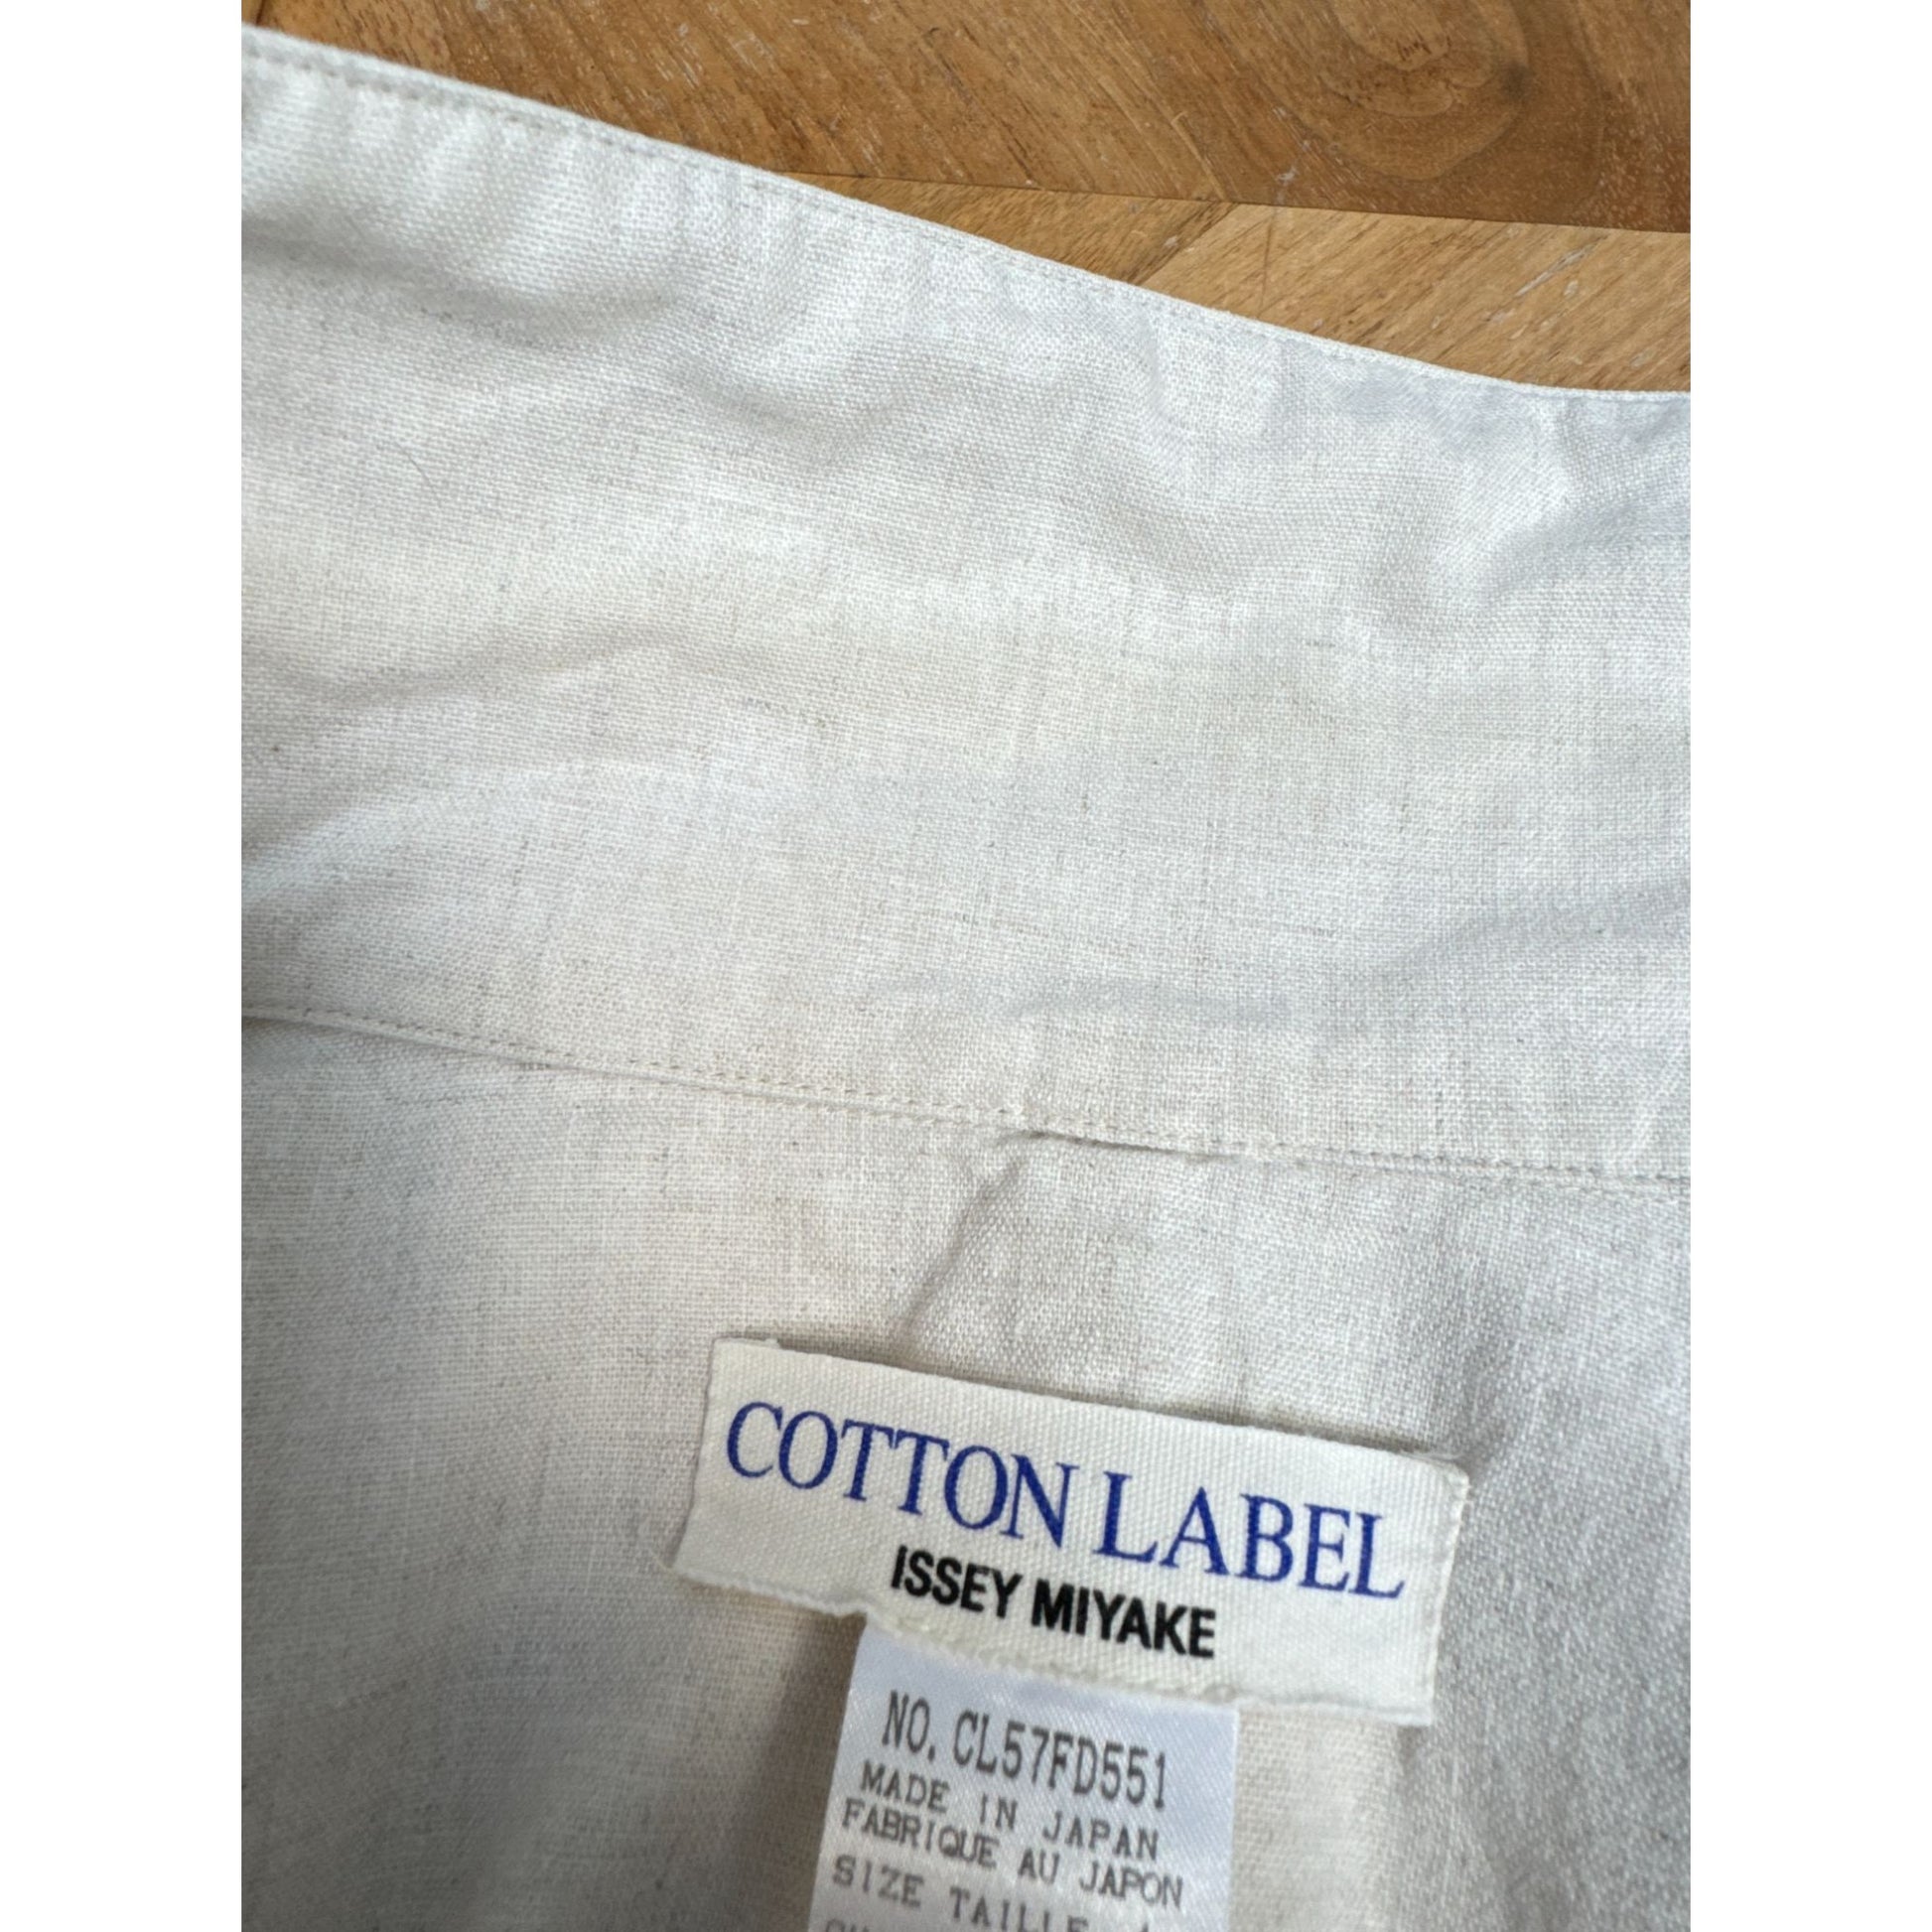 COTTON LABEL
ISSEY MIYAKE
NO. CL57FD551
MADE IN JAPAN
FABRIQUE AU JAPON
SIZE TAILLE